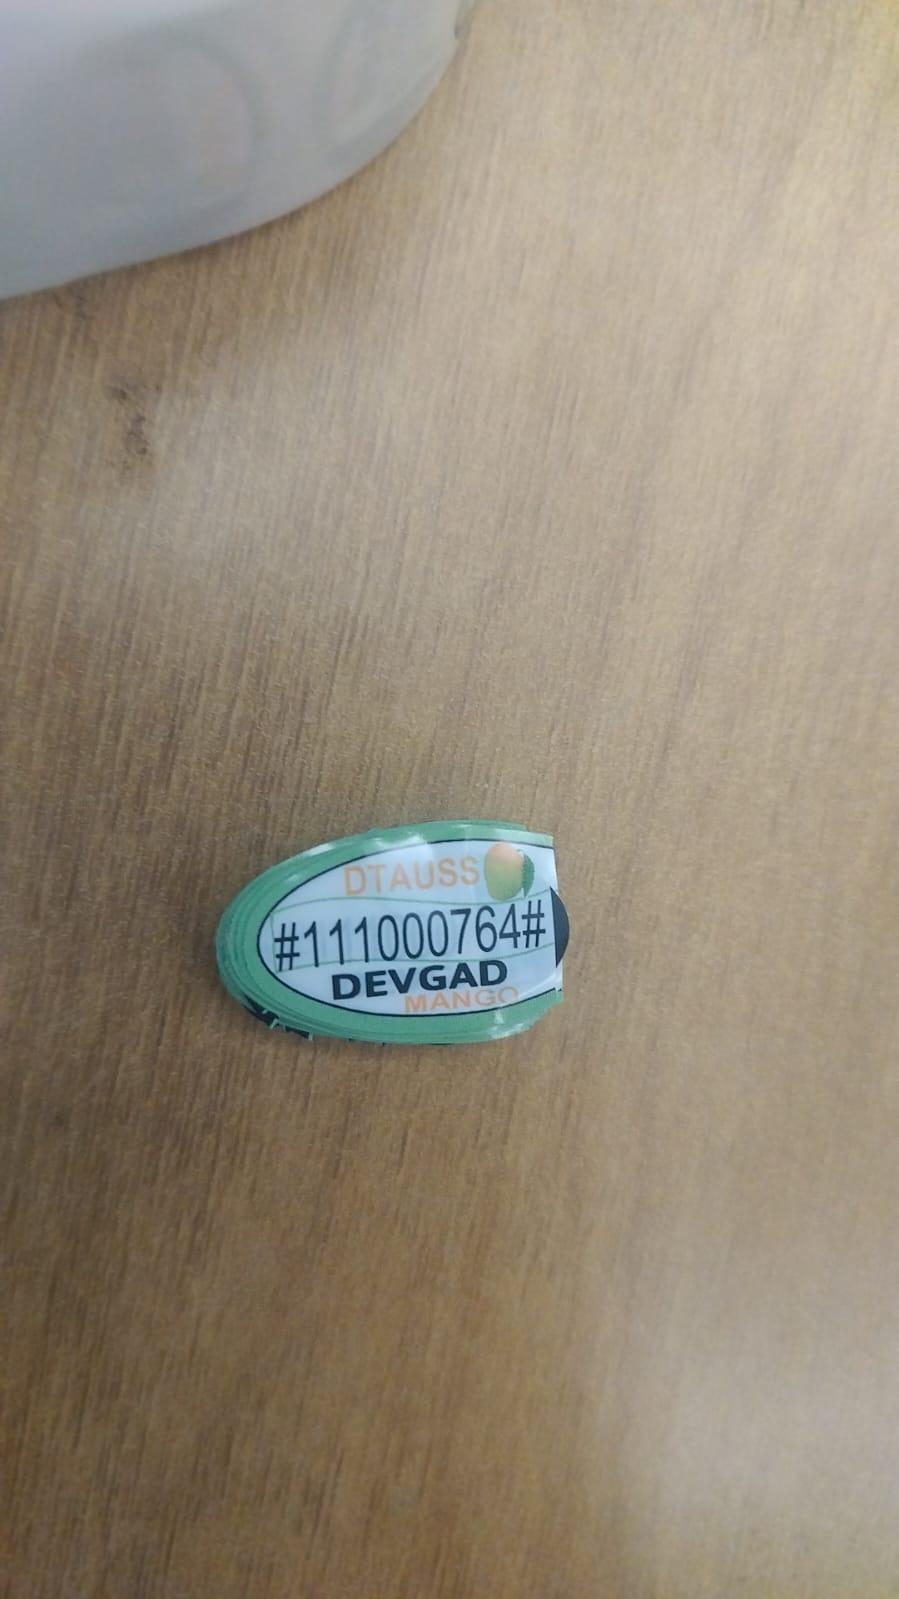 DTAUSS
#111000764#
DEVGAD
MANGO